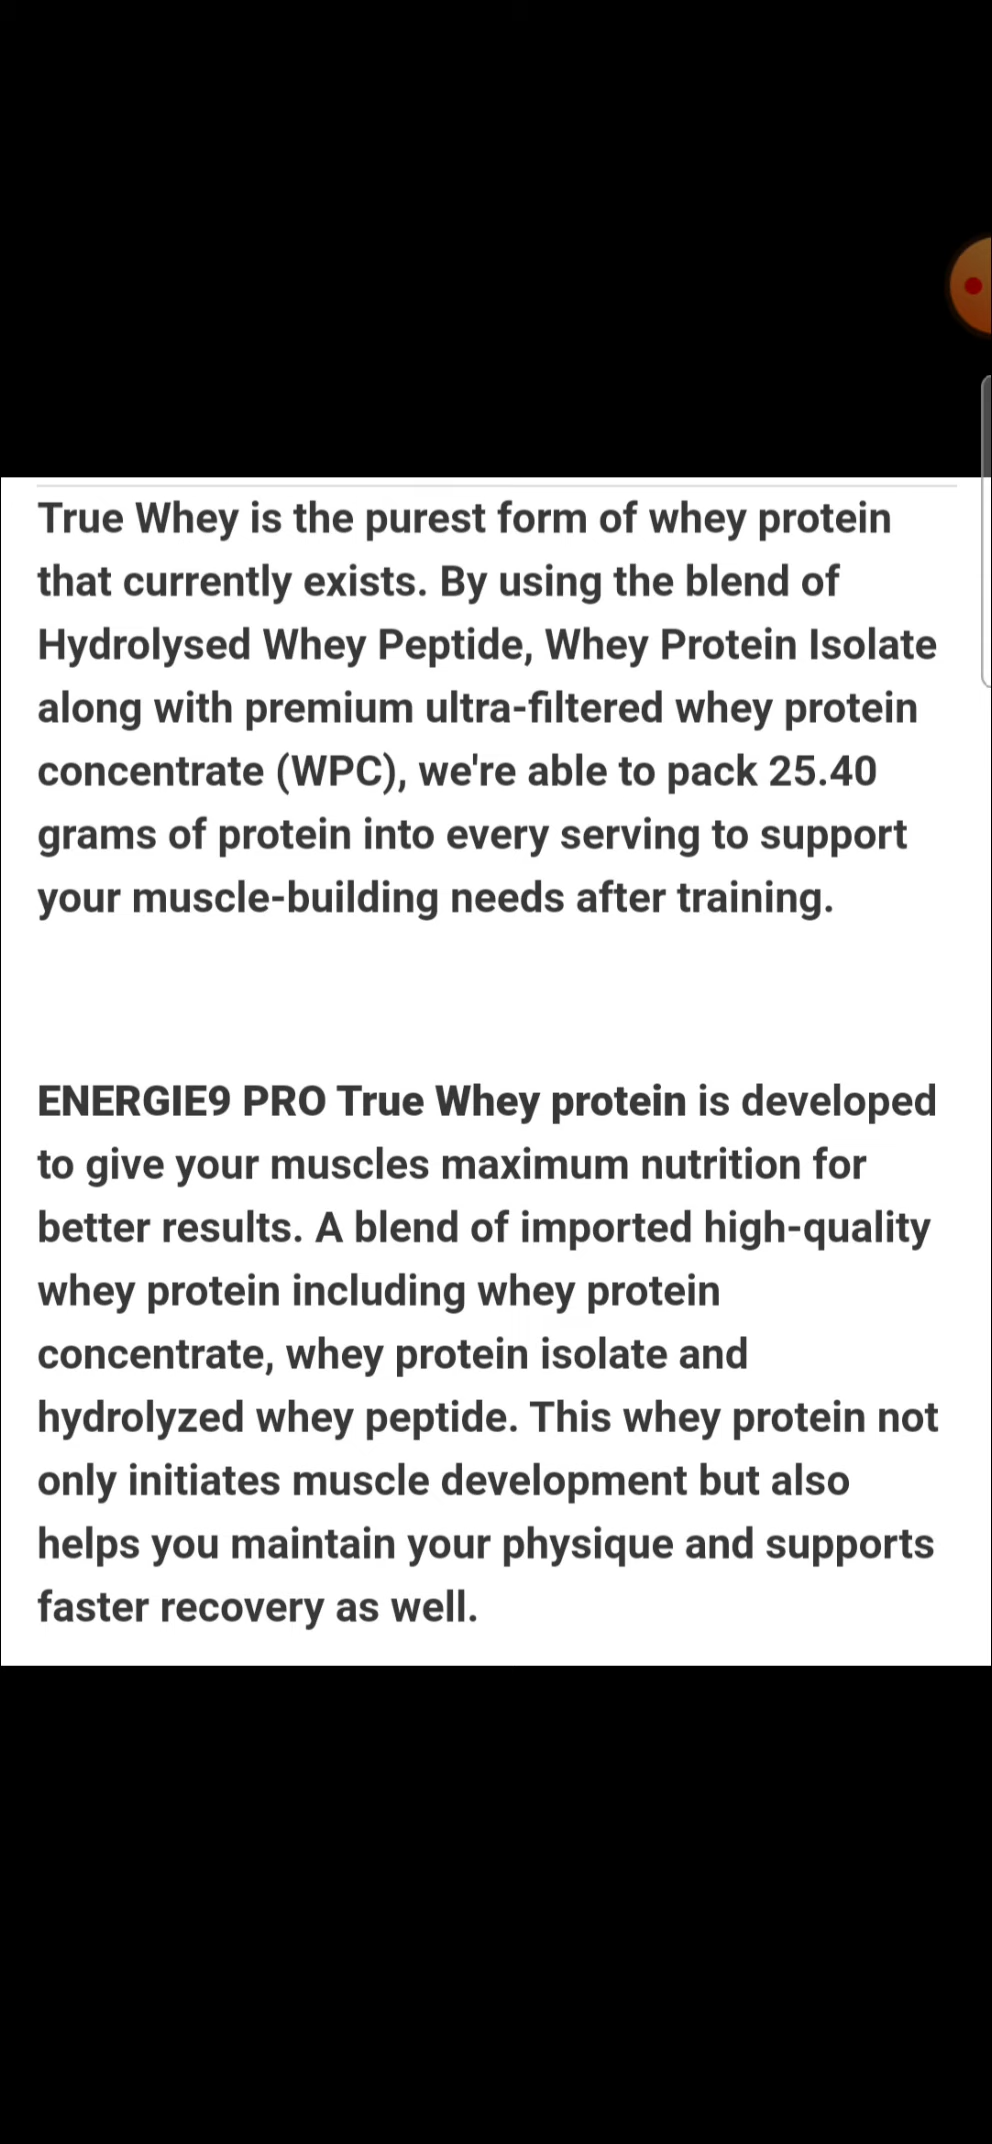 True Whey is the purest form of whey protein
that currently exists. By using the blend of
Hydrolysed Whey Peptide, Whey Protein Isolate
along with premium ultra-filtered whey protein
concentrate (WPC), we're able to pack 25.40
grams of protein into every serving to support
your muscle-building needs after training.
ENERGIE9 PRO True Whey protein is developed
to give your muscles maximum nutrition for
better results. A blend of imported high-quality
whey protein including whey protein
concentrate, whey protein isolate and
hydrolyzed whey peptide. This whey protein not
only initiates muscle development but also
helps you maintain your physique and supports
faster recovery as well.